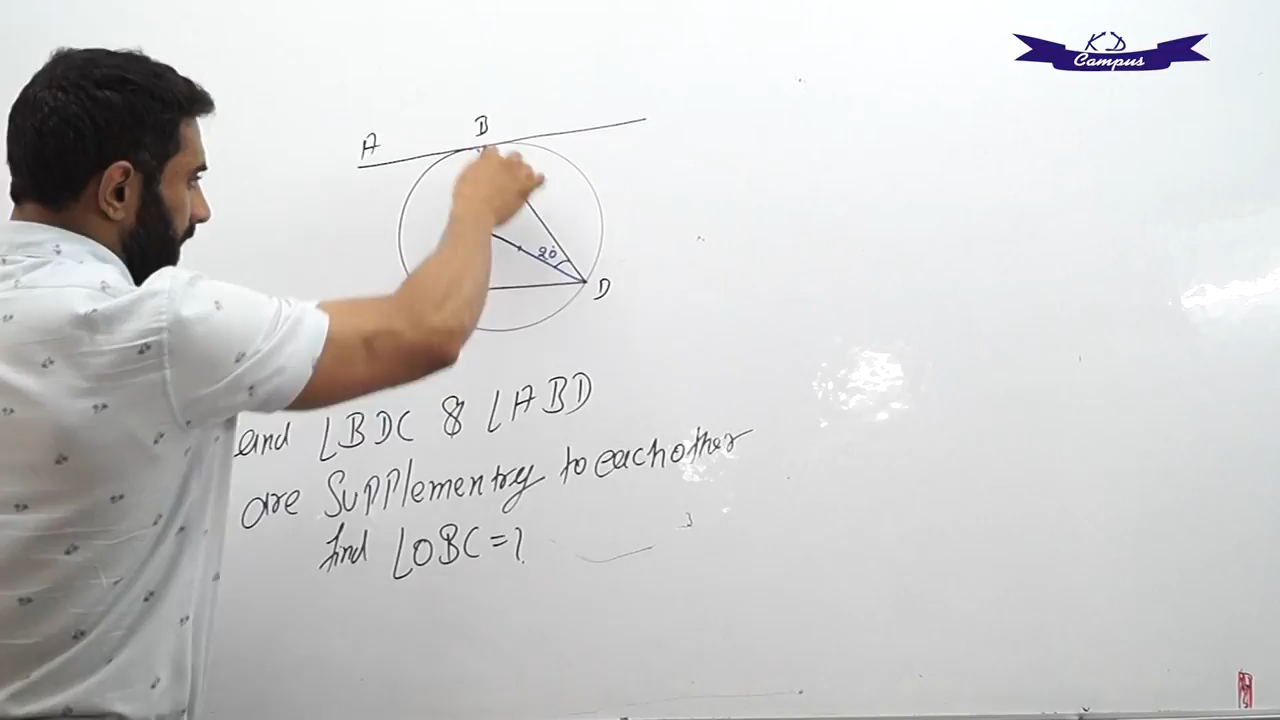 KD
Campus
A
B
20
D
and ∠BDC & ∠ABD
are Supplementry to each other
find ∠OBC=?